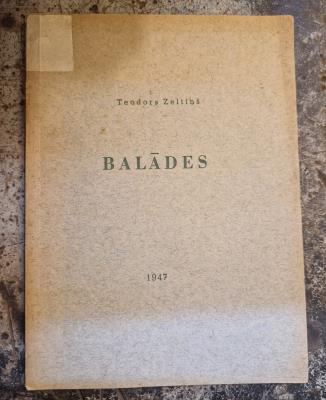 Teodors Zeltiņš
BALĀDES
1947